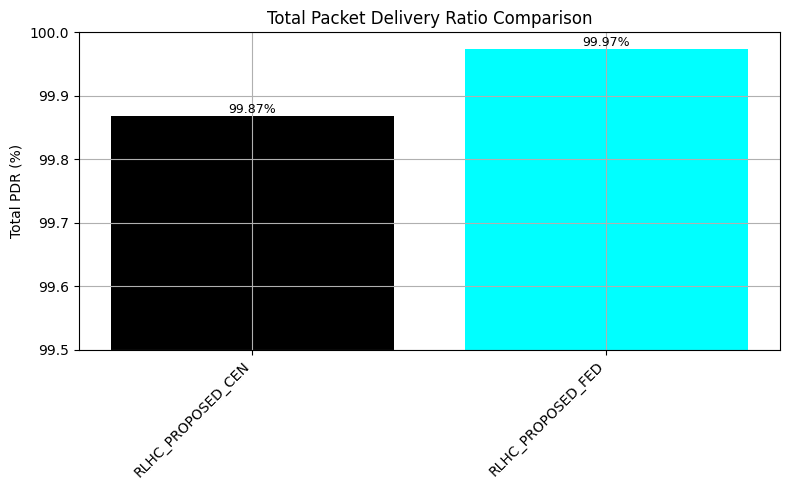 Total Packet Delivery Ratio Comparison
Total PDR (%)
100.0
99.9
99.8
99.7
99.6
99.5
99.87%
99.97%
RLHC_PROPOSED_CEN
RLHC_PROPOSED_FED